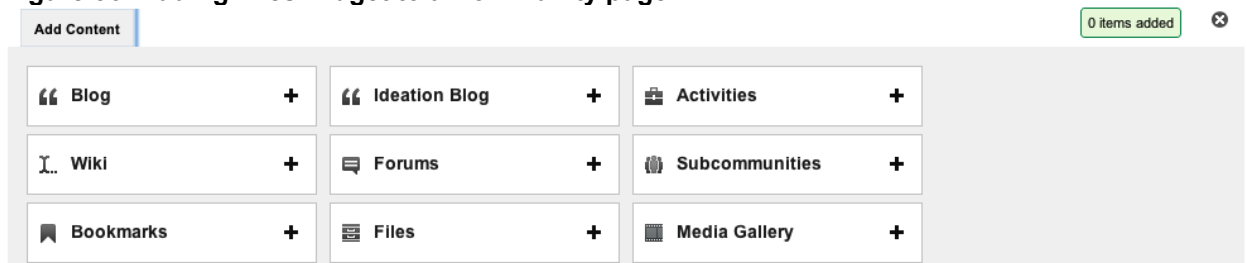 Add Content
0 items added
Blog
Ideation Blog
Activities
Wiki
Forums
Subcommunities
Bookmarks
Files
Media Gallery